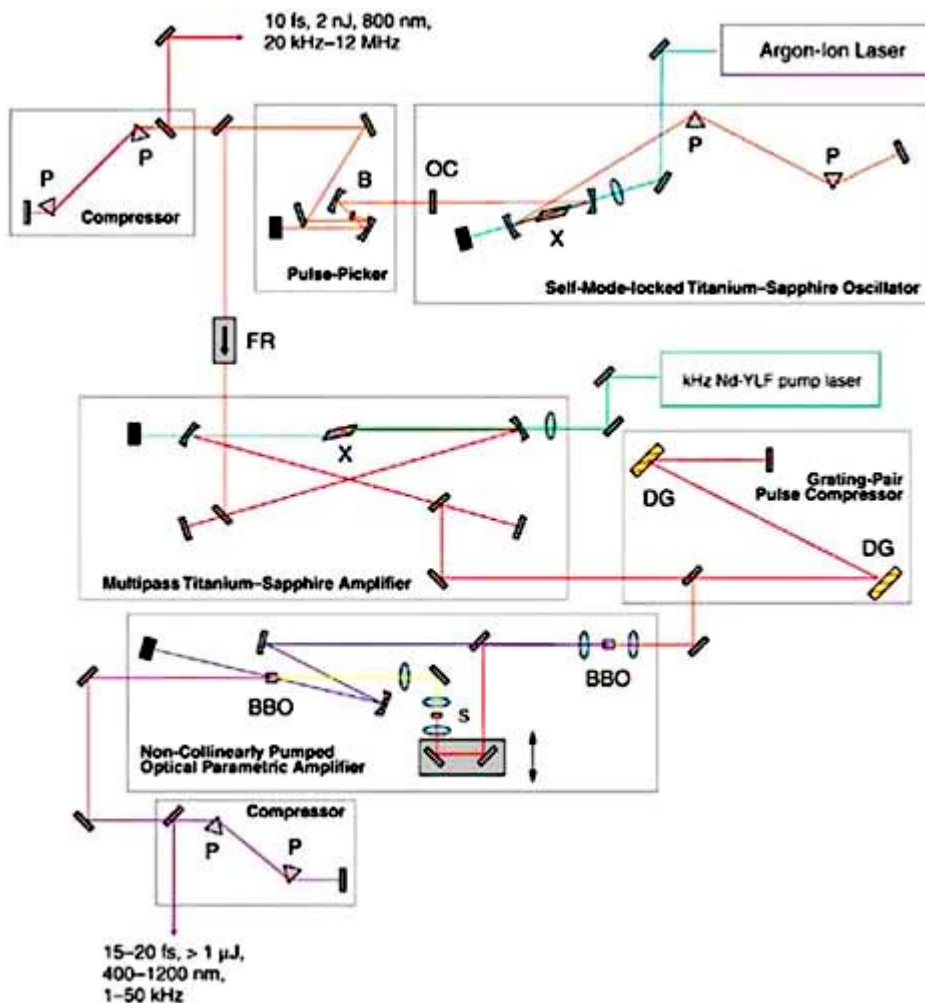 10 fs, 2 nJ, 800 nm,
20 kHz–12 MHz
Argon-Ion Laser
P
P
Compressor
B
Pulse-Picker
OC
X
P
P
Self-Mode-locked Titanium–Sapphire Oscillator
FR
kHz Nd-YLF pump laser
X
Multipass Titanium–Sapphire Amplifier
DG
Grating-Pair
Pulse Compressor
DG
BBO
BBO
S
Non-Collinearly Pumped
Optical Parametric Amplifier
Compressor
P
P
15–20 fs, > 1 µJ,
400–1200 nm,
1–50 kHz